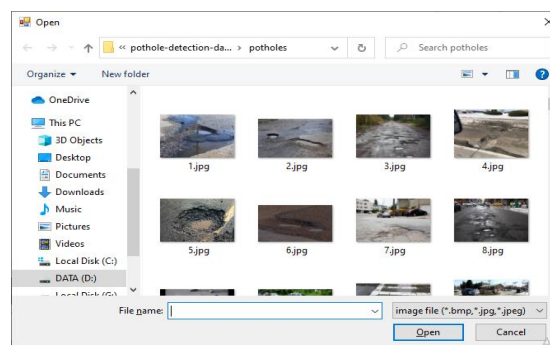 Open
« pothole-detection-da... › potholes
Search potholes
Organize
New folder
OneDrive
This PC
3D Objects
Desktop
Documents
Downloads
Music
Pictures
Videos
Local Disk (C:)
DATA (D:)
Local Disk (G:)
1.jpg
2.jpg
3.jpg
4.jpg
5.jpg
6.jpg
7.jpg
8.jpg
File name:
image file (*.bmp,*.jpg,*.jpeg)
Open
Cancel